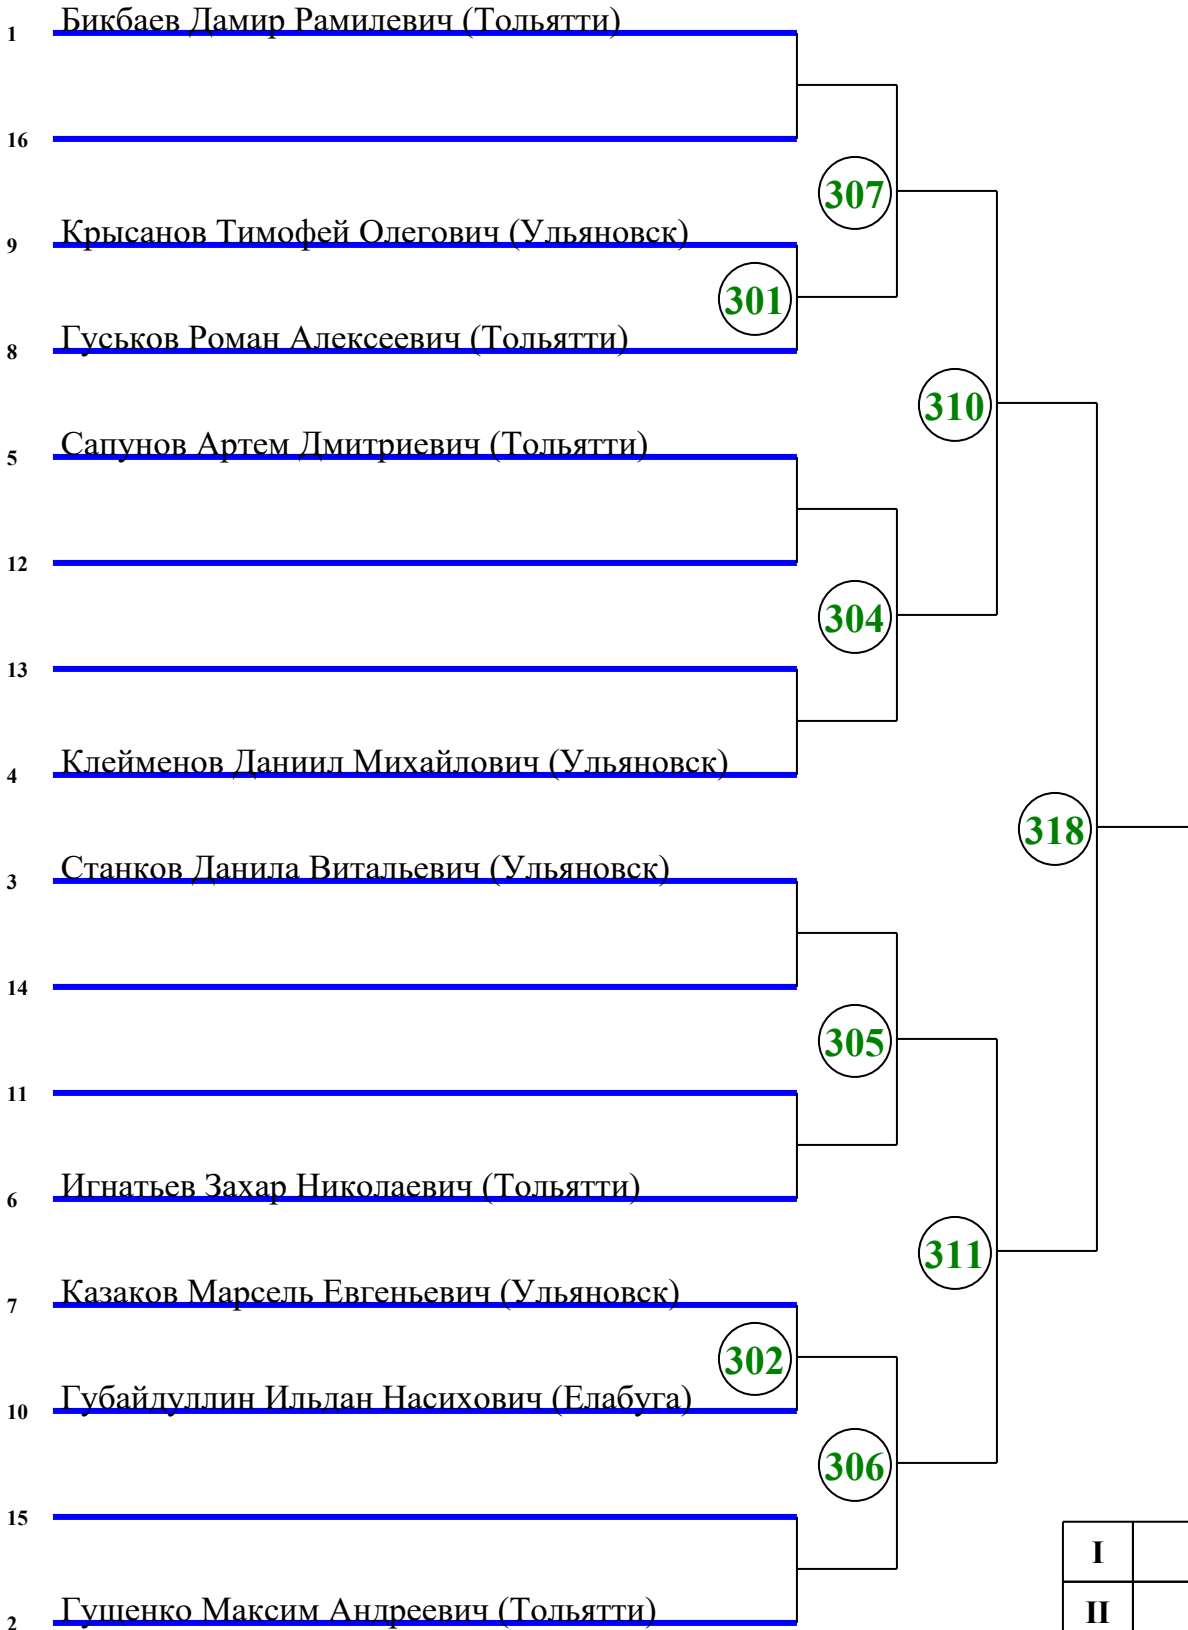 1 Бикбаев Дамир Рамилевич (Тольятти)
16
307
9 Крысанов Тимофей Олегович (Ульяновск)
301
8 Гуськов Роман Алексеевич (Тольятти)
310
5 Сапунов Артем Дмитриевич (Тольятти)
12
304
13
4 Клейменов Даниил Михайлович (Ульяновск)
318
3 Станков Данила Витальевич (Ульяновск)
14
305
11
6 Игнатьев Захар Николаевич (Тольятти)
311
7 Казаков Марсель Евгеньевич (Ульяновск)
302
10 Губайдуллин Ильдан Насихович (Елабуга)
306
15
I
2 Гущенко Максим Андреевич (Тольятти)
II